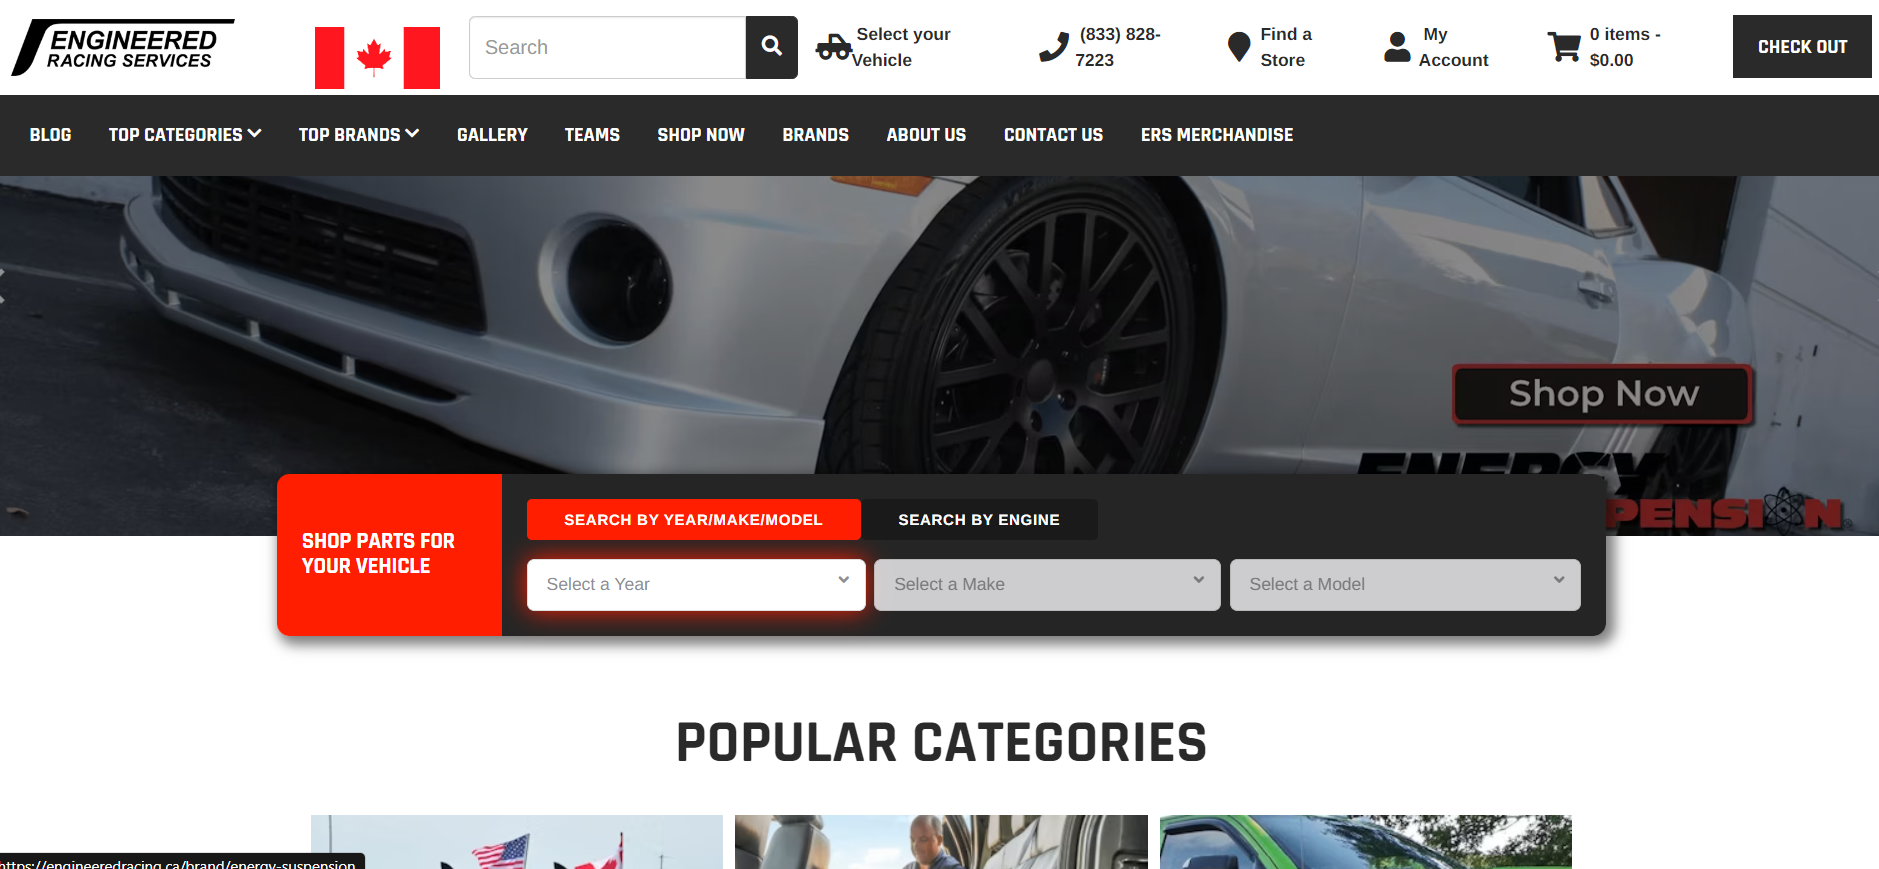 ENGINEERED
RACING SERVICES
Search
Select your
Vehicle
(833) 828-
7223
Find a
Store
My
Account
0 items -
$0.00
CHECK OUT
BLOG
TOP CATEGORIES
TOP BRANDS
GALLERY
TEAMS
SHOP NOW
BRANDS
ABOUT US
CONTACT US
ERS MERCHANDISE
Shop Now
ENERGY
PENSION
SHOP PARTS FOR
YOUR VEHICLE
SEARCH BY YEAR/MAKE/MODEL
SEARCH BY ENGINE
Select a Year
Select a Make
Select a Model
POPULAR CATEGORIES
https://engineeredracing.ca/brand/energy-suspension